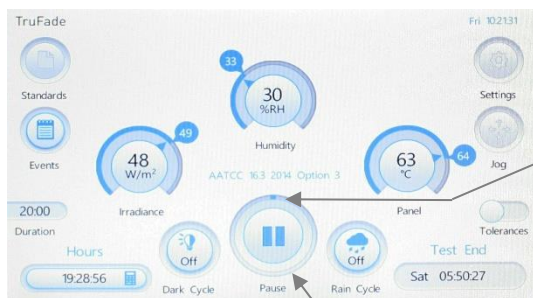 TruFade
Fri 10:21:31
Standards
Settings
33
30
%RH
Humidity
Events
49
48
W/m²
Irradiance
64
63
°C
Panel
Jog
AATCC 16.3 2014 Option 3
20:00
Duration
Tolerances
Hours
19:28:56
Off
Dark Cycle
Pause
Off
Rain Cycle
Test End
Sat 05:50:27